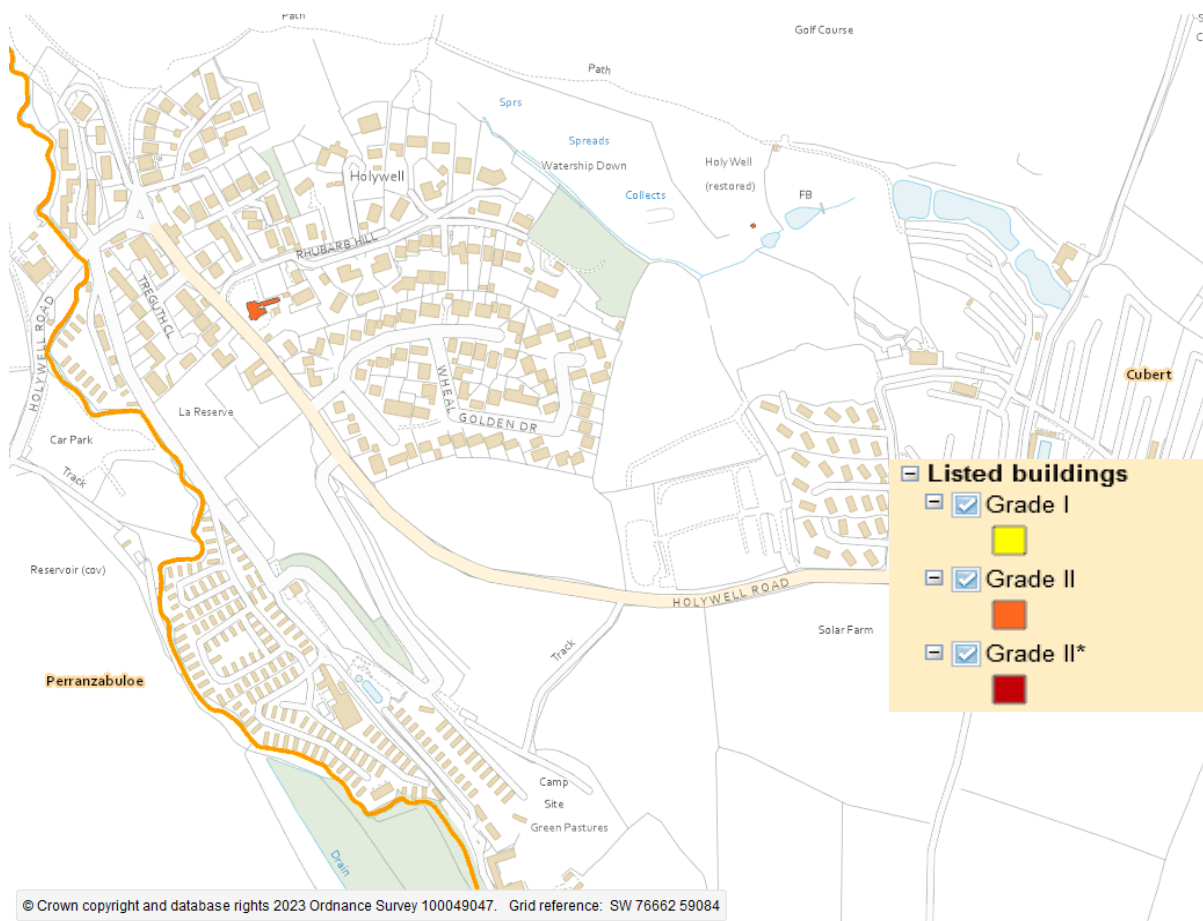 Path
Golf Course
Path
Sprs
Spreads
Watership Down
Holy Well
(restored)
Collects
FB
Holywell
RHUBARB HILL
TREGUTH CL
HOLYWELL ROAD
WHEAL GOLDEN DR
Cubert
La Reserve
Car Park
Track
Reservoir (cov)
HOLYWELL ROAD
Solar Farm
Track
Perranzabuloe
Camp
Site
Green Pastures
Drain
Listed buildings
Grade I
Grade II
Grade II*
© Crown copyright and database rights 2023 Ordnance Survey 100049047. Grid reference: SW 76662 59084